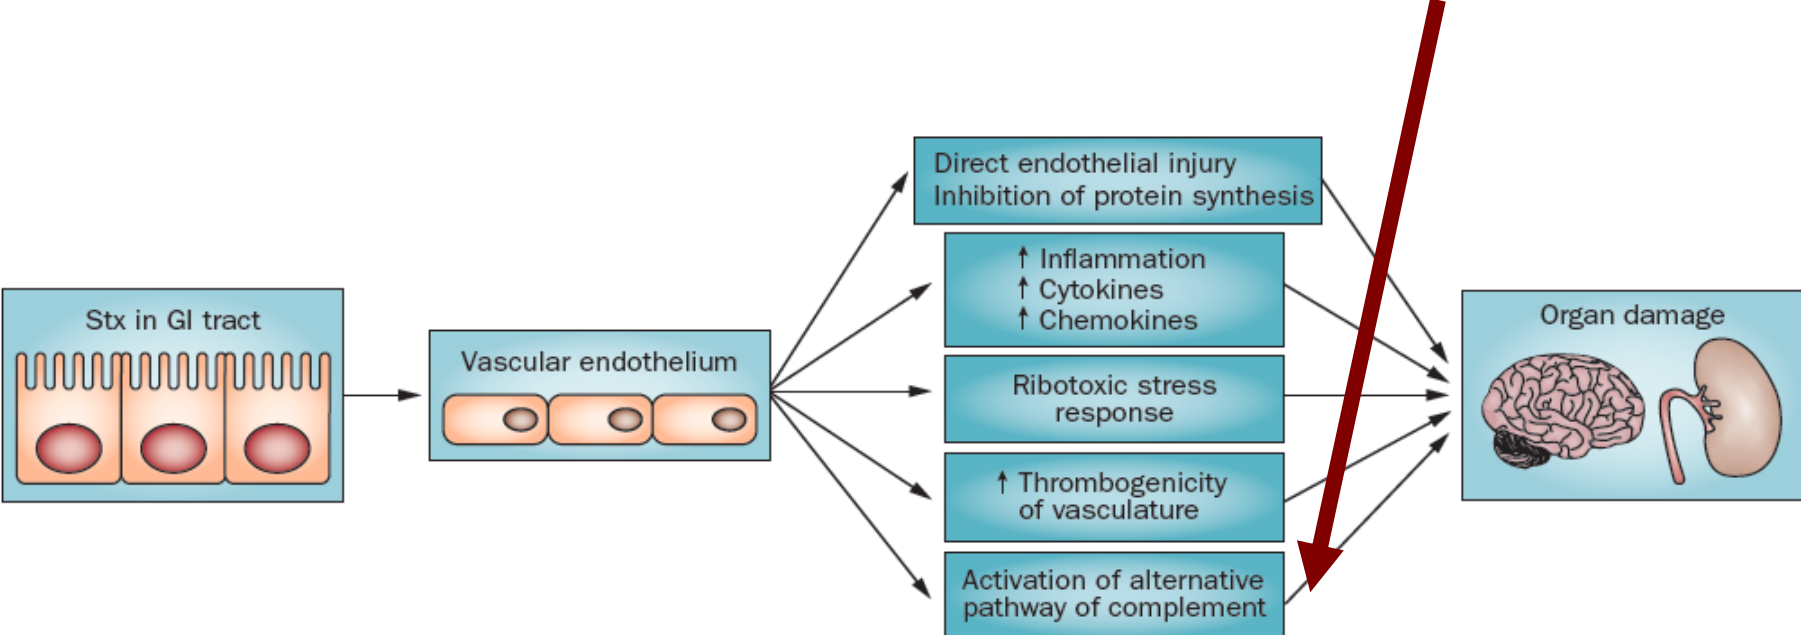 Stx in GI tract
Vascular endothelium
Direct endothelial injury
Inhibition of protein synthesis
↑ Inflammation
↑ Cytokines
↑ Chemokines
Ribotoxic stress
response
↑ Thrombogenicity
of vasculature
Activation of alternative
pathway of complement
Organ damage